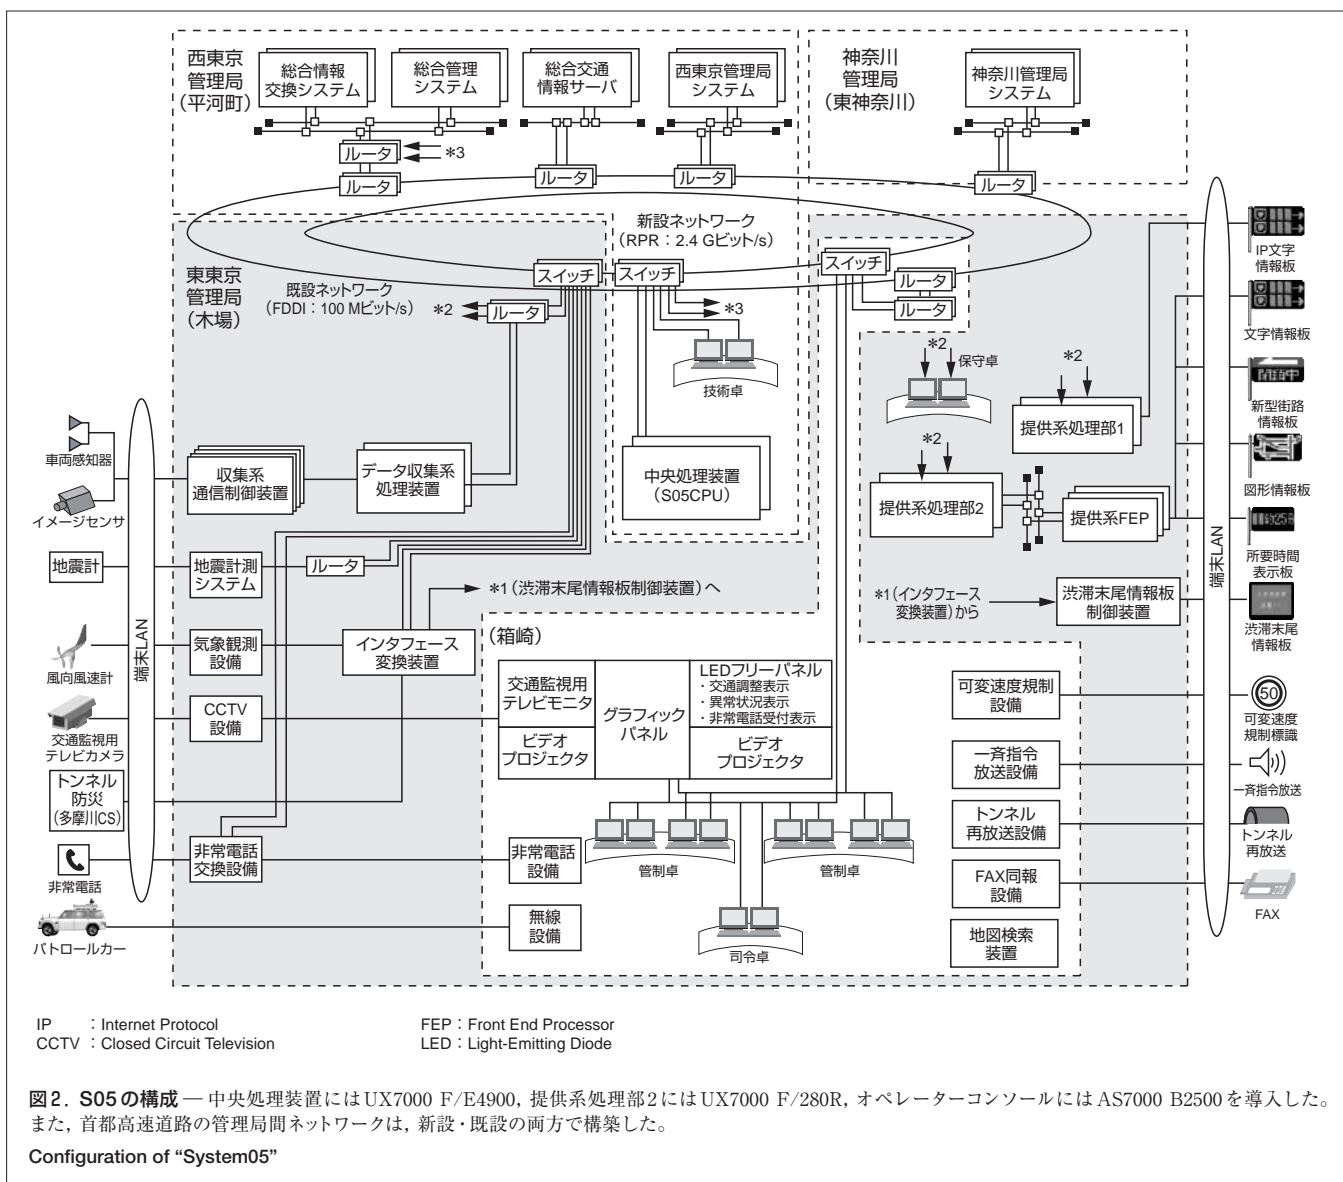 西東京
管理局
(平河町)
総合情報
交換システム
総合管理
システム
総合交通
情報サーバ
西東京管理局
システム
神奈川
管理局
(東神奈川)
神奈川管理局
システム
ルータ
*3
ルータ
ルータ
ルータ
ルータ
新設ネットワーク
(RPR:2.4 Gビット/s)
スイッチ
スイッチ
スイッチ
ルータ
ルータ
東東京
管理局
(木場)
既設ネットワーク
(FDDI:100 Mビット/s)
*2
ルータ
*3
技術卓
*2
保守卓
*2
提供系処理部1
*2
提供系処理部2
提供系FEP
中央処理装置
(S05CPU)
車両感知器
イメージセンサ
収集系
通信制御装置
データ収集系
処理装置
地震計
地震計測
システム
ルータ
*1(渋滞末尾情報板制御装置)へ
*1(インタフェース
変換装置)から
渋滞末尾情報板
制御装置
端末LAN
端末LAN
風向風速計
気象観測
設備
インタフェース
変換装置
交通監視用
テレビカメラ
CCTV
設備
トンネル
防災
(多摩川CS)
非常電話
非常電話
交換設備
パトロールカー
(箱崎)
交通監視用
テレビモニタ
ビデオ
プロジェクタ
グラフィック
パネル
LEDフリーパネル
・交通調整表示
・異常状況表示
・非常電話受付表示
ビデオ
プロジェクタ
非常電話
設備
無線
設備
管制卓
管制卓
司令卓
可変速度規制
設備
一斉指令
放送設備
トンネル
再放送設備
FAX同報
設備
地図検索
装置
IP文字
情報板
文字情報板
新型街路
情報板
図形情報板
所要時間
表示板
渋滞末尾
情報板
50
可変速度
規制標識
一斉指令放送
トンネル
再放送
FAX
IP :Internet Protocol
CCTV :Closed Circuit Television
FEP:Front End Processor
LED:Light-Emitting Diode
図2. S05の構成 — 中央処理装置にはUX7000 F/E4900, 提供系処理部2にはUX7000 F/280R, オペレーターコンソールにはAS7000 B2500を導入した。
また, 首都高速道路の管理局間ネットワークは, 新設・既設の両方で構築した。
Configuration of “System05”